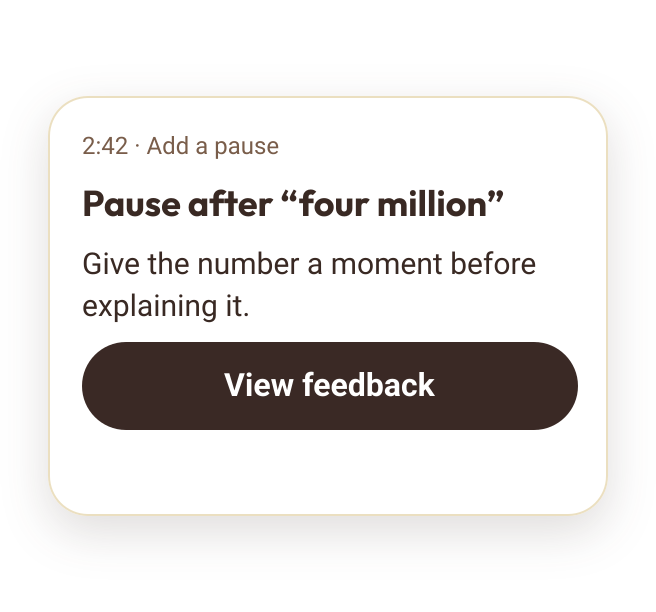 2:42 · Add a pause
Pause after “four million”
Give the number a moment before
explaining it.
View feedback